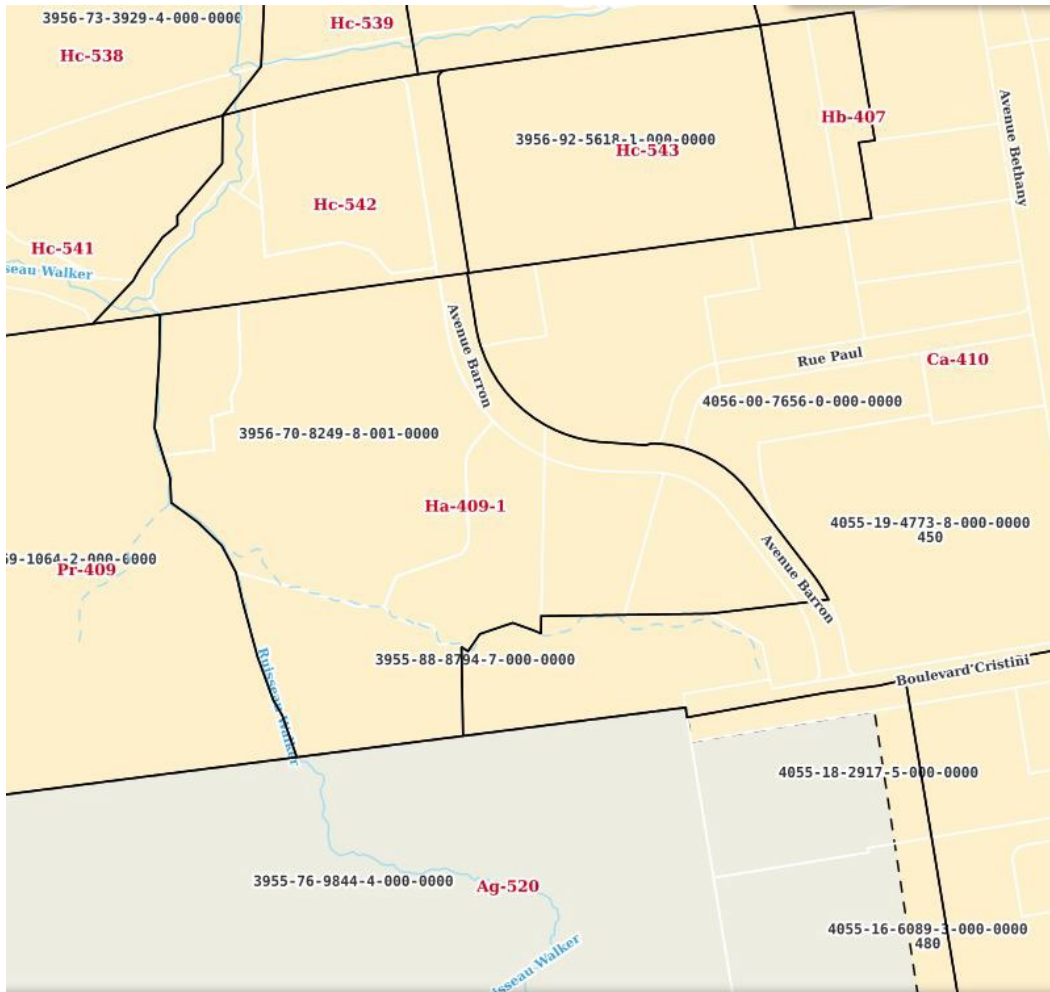 3956-73-3929-4-000-0000
Hc-539
Hc-538
Avenue Bethany
Hb-407
3956-92-5618-1-000-0000
Hc-543
Hc-542
Hc-541
seau Walker
Avenue Barron
Rue Paul
Ca-410
4056-00-7656-0-000-0000
3956-70-8249-8-001-0000
Ha-409-1
4055-19-4773-8-000-0000
450
69-1064-2-000-0000
Pr-409
Avenue Barron
3955-88-8794-7-000-0000
Ruisseau Walker
Boulevard Cristini
4055-18-2917-5-000-0000
3955-76-9844-4-000-0000
Ag-520
4055-16-6089-3-000-0000
480
isseau Walker